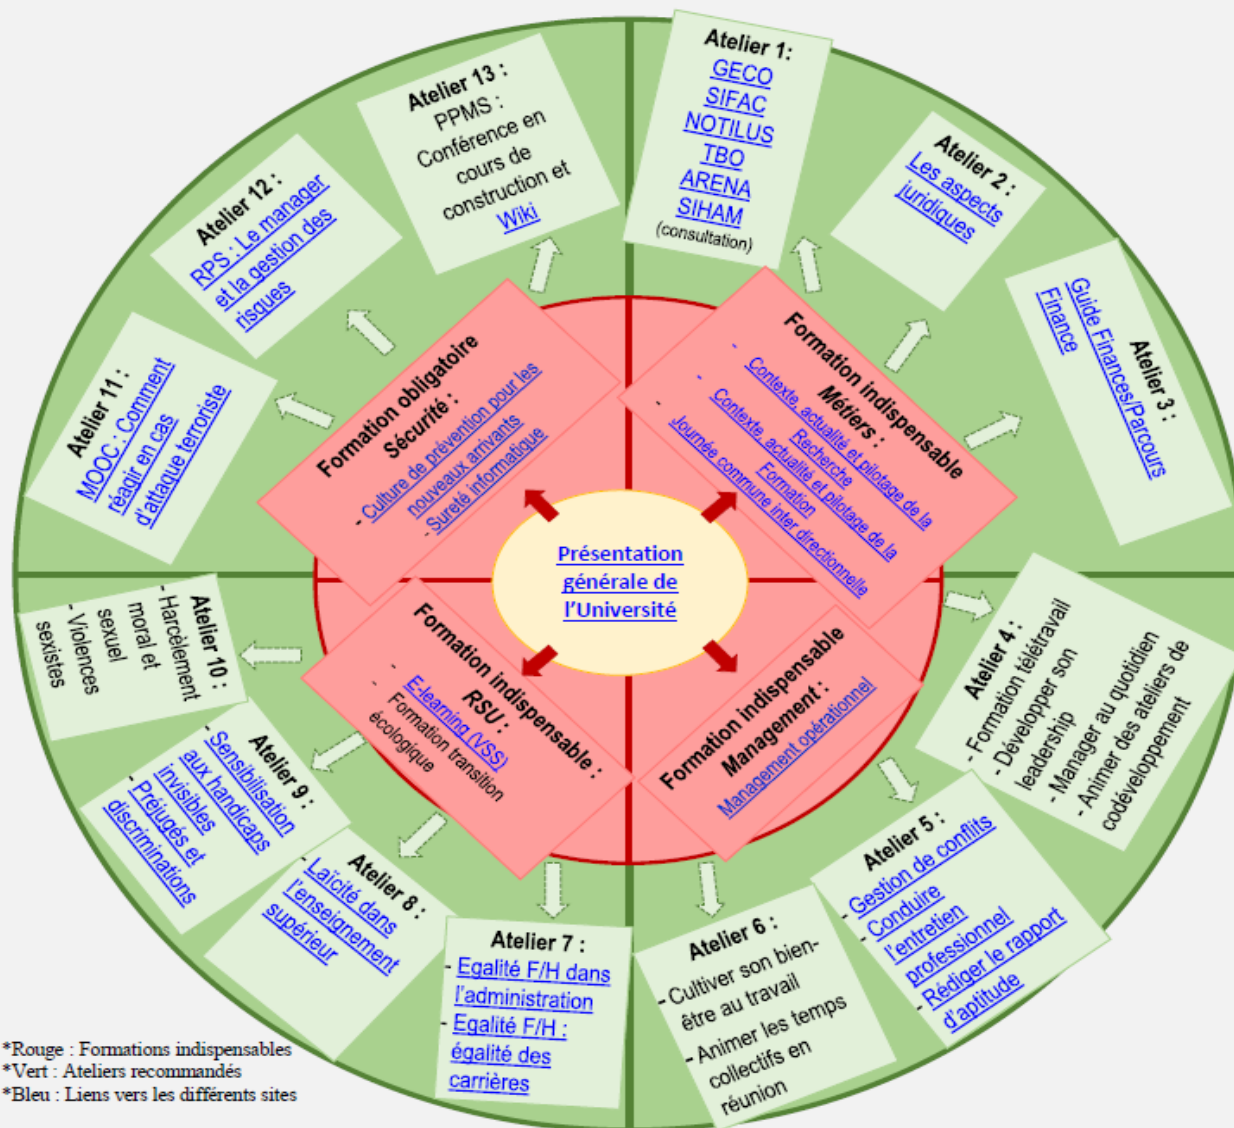 Atelier 1:
GECO
SIFAC
NOTILUS
TBO
ARENA
SIHAM
(consultation)
Atelier 2 :
Les aspects
juridiques
Atelier 3 :
Guide Finances/Parcours
Finance
Atelier 4 :
- Formation télétravail
- Développer son
leadership
- Manager au quotidien
- Animer des ateliers de
codéveloppement
Atelier 5 :
- Gestion de conflits
- Conduire
l'entretien
professionnel
- Rédiger le rapport
d'aptitude
Atelier 6 :
- Cultiver son bien-
être au travail
- Animer les temps
collectifs en
réunion
Atelier 7 :
- Egalité F/H dans
l'administration
- Egalité F/H :
égalité des
carrières
Atelier 8 :
- Laïcité dans
l'enseignement
supérieur
Atelier 9 :
- Sensibilisation
aux handicaps
invisibles
- Préjugés et
discriminations
Atelier 10 :
- Harcèlement
moral et
sexuel
- Violences
sexistes
Atelier 11 :
MOOC : Comment
réagir en cas
d'attaque terroriste
Atelier 12 :
RPS : Le manager
et la gestion des
risques
Atelier 13 :
PPMS :
Conférence en
cours de
construction et
Wiki
Formation obligatoire
Sécurité :
- Culture de prévention pour les
nouveaux arrivants
- Sureté informatique
Formation indispensable
Métiers :
- Contexte, actualité et pilotage de la
Recherche
- Contexte, actualité et pilotage de la
Formation
- Journée commune inter directionnelle
Formation indispensable :
RSU :
- E-learning (VSS)
- Formation transition
écologique
Formation indispensable
Management :
Management opérationnel
Présentation
générale de
l'Université
*Rouge : Formations indispensables
*Vert : Ateliers recommandés
*Bleu : Liens vers les différents sites